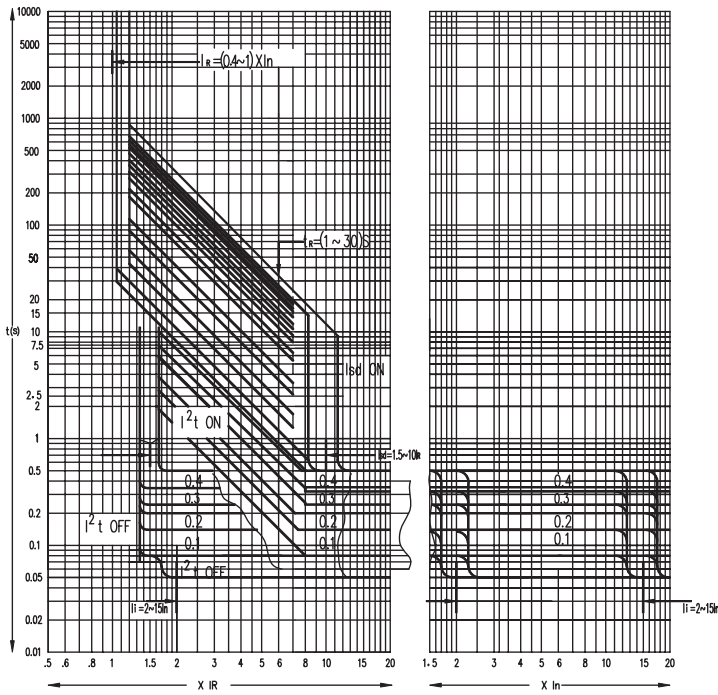 10000
5000
2000
1000
500
200
100
50
20
15
10
7.5
5
2.5
2
1
0.5
0.2
0.1
0.05
0.02
0.01
t(s)
IR=(0.4~1)XIn
tR=(1~30)S
Isd ON
I²t ON
Isd=1.5~10IR
0.4
0.3
0.2
0.1
I²t OFF
I²t OFF
0.4
0.3
0.2
0.1
0.4
0.3
0.2
0.1
Ii=2~15In
Ii=2~15In
.5 .6 .8 1 1.5 2 3 4 5 6 8 10 15 20
1.5 2 3 4 5 6 8 10 15 20
X IR
X In